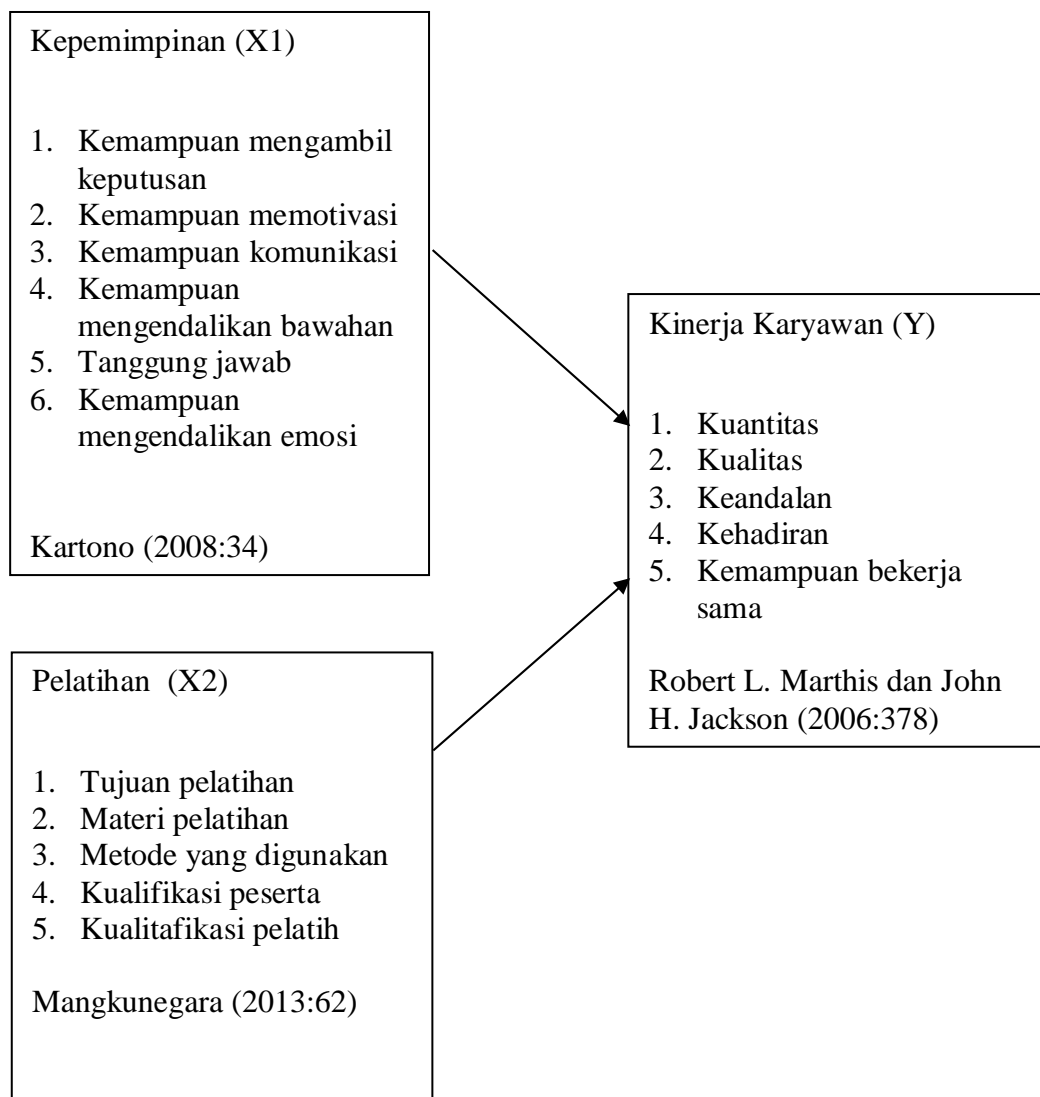 Kepemimpinan (X1)
1. Kemampuan mengambil
keputusan
2. Kemampuan memotivasi
3. Kemampuan komunikasi
4. Kemampuan
mengendalikan bawahan
5. Tanggung jawab
6. Kemampuan
mengendalikan emosi
Kartono (2008:34)
Pelatihan (X2)
1. Tujuan pelatihan
2. Materi pelatihan
3. Metode yang digunakan
4. Kualifikasi peserta
5. Kualitafikasi pelatih
Mangkunegara (2013:62)
Kinerja Karyawan (Y)
1. Kuantitas
2. Kualitas
3. Keandalan
4. Kehadiran
5. Kemampuan bekerja
sama
Robert L. Marthis dan John
H. Jackson (2006:378)